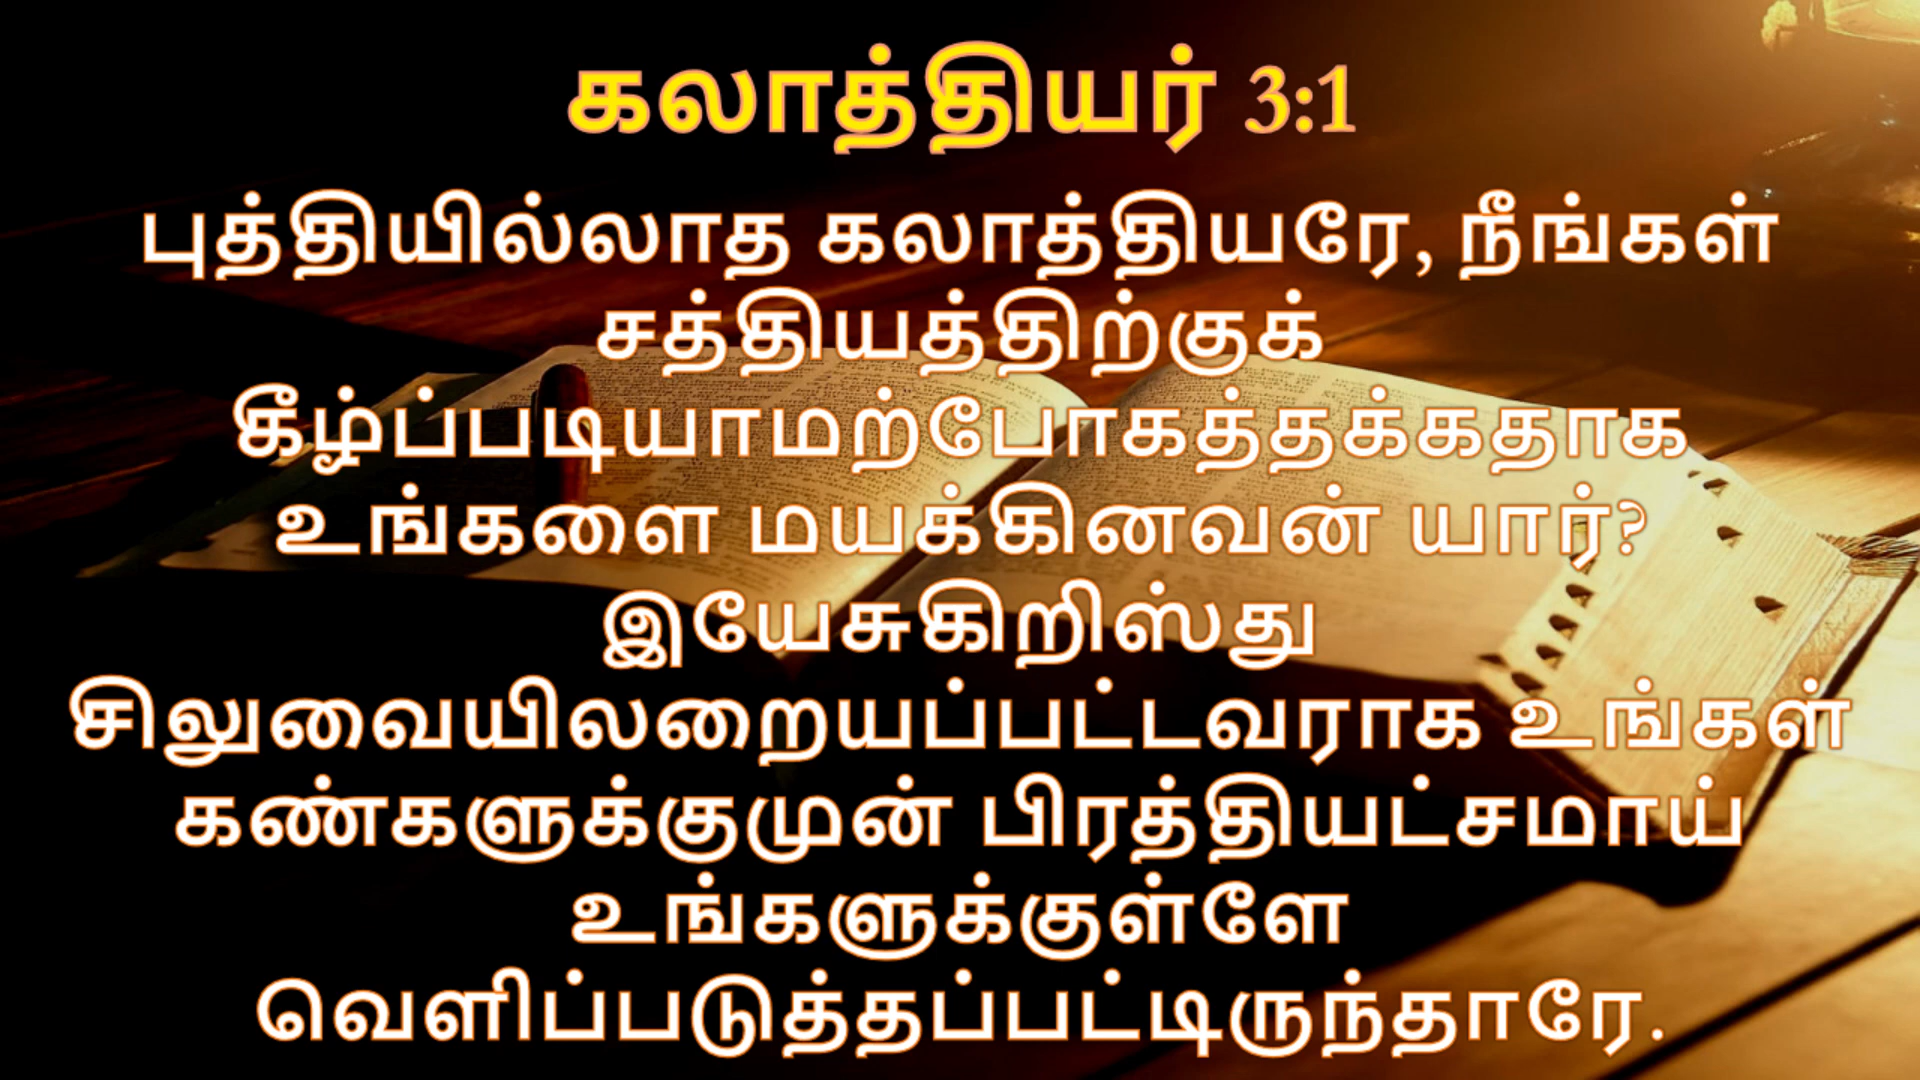 கலாத்தியர் 3:1
புத்தியில்லாத கலாத்தியரே, நீங்கள்
சத்தியத்திற்குக்
கீழ்ப்படியாமற்போகத்தக்கதாக
உங்களை மயக்கினவன் யார்?
இயேசுகிறிஸ்து
சிலுவையிலறையப்பட்டவராக உங்கள்
கண்களுக்குமுன் பிரத்தியட்சமாய்
உங்களுக்குள்ளே
வெளிப்படுத்தப்பட்டிருந்தாரே.